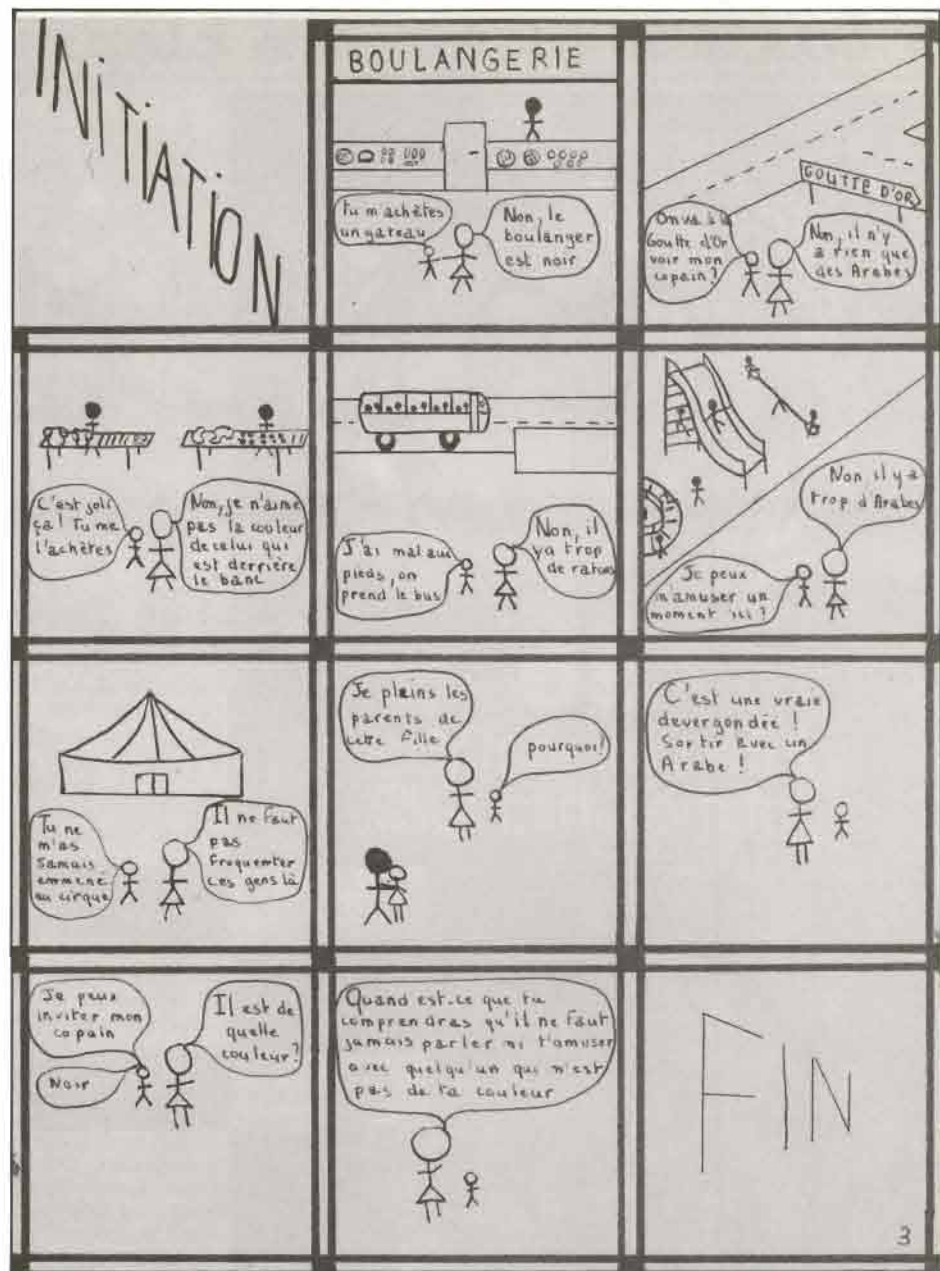 INITIATION
BOULANGERIE
Tu m'achètes
un gateau
Non, le
boulanger
est noir
GOUTTE D'OR
On va à la
Goutte d'Or
voir mon
copain?
Non, il n'y
a rien que
des Arabes
C'est joli
ça! Tu me
l'achètes
Non, je n'aime
pas la couleur
de celui qui
est derrière
le banc
J'ai mal aux
pieds, on
prend le bus
Non, il
ya trop
de ratons
Je peux
m'amuser un
moment ici?
Non il ya
trop d'Arabes
Tu ne
m'as
Jamais
emmené
au cirque
Il ne faut
pas
frequenter
ces gens là
Je plains les
parents de
cette fille
pourquoi!
C'est une vraie
devergondée!
Sortir avec un
Arabe!
Je peux
inviter mon
copain
Il est de
quelle
couleur?
Noir
Quand est-ce que tu
comprendras qu'il ne faut
jamais parler ni t'amuser
avec quelqu'un qui n'est
pas de ta couleur
FIN
3